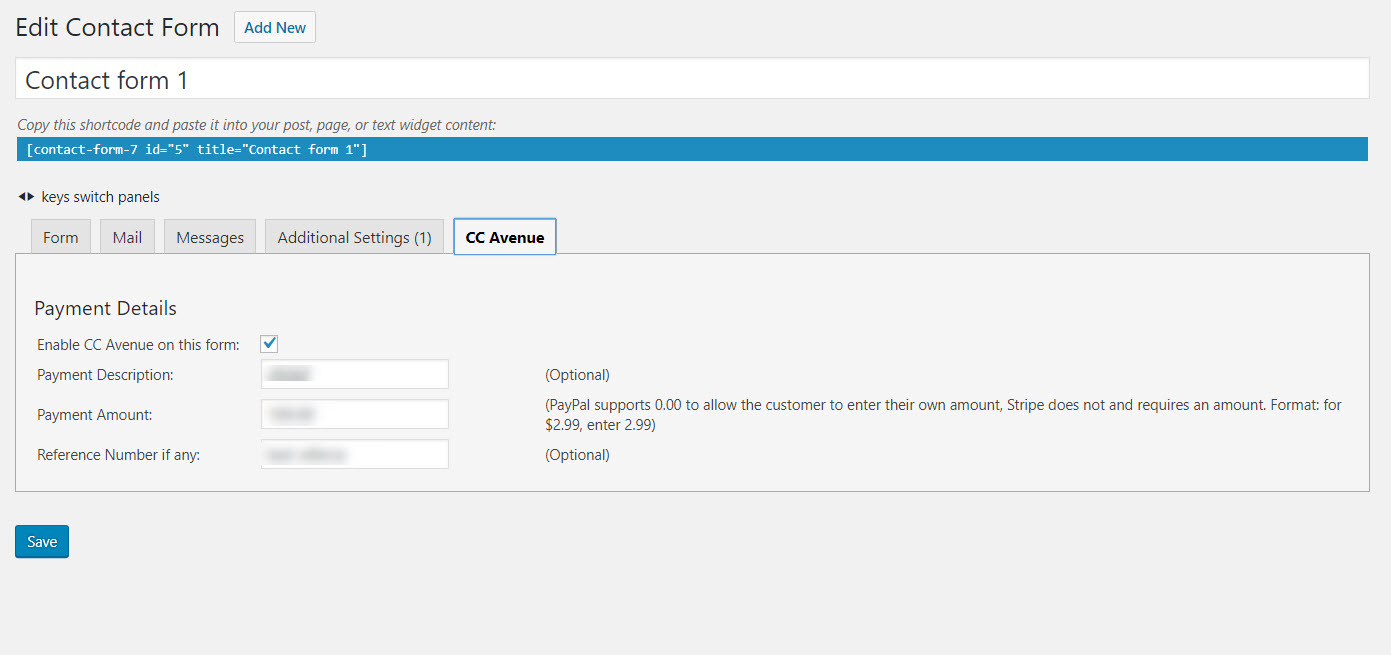 Edit Contact Form Add New
Contact form 1
Copy this shortcode and paste it into your post, page, or text widget content:
[contact-form-7 id="5" title="Contact form 1"]
keys switch panels
Form Mail Messages Additional Settings (1) CC Avenue
Payment Details
Enable CC Avenue on this form:
Payment Description: (Optional)
Payment Amount: (PayPal supports 0.00 to allow the customer to enter their own amount, Stripe does not and requires an amount. Format: for
$2.99, enter 2.99)
Reference Number if any: (Optional)
Save